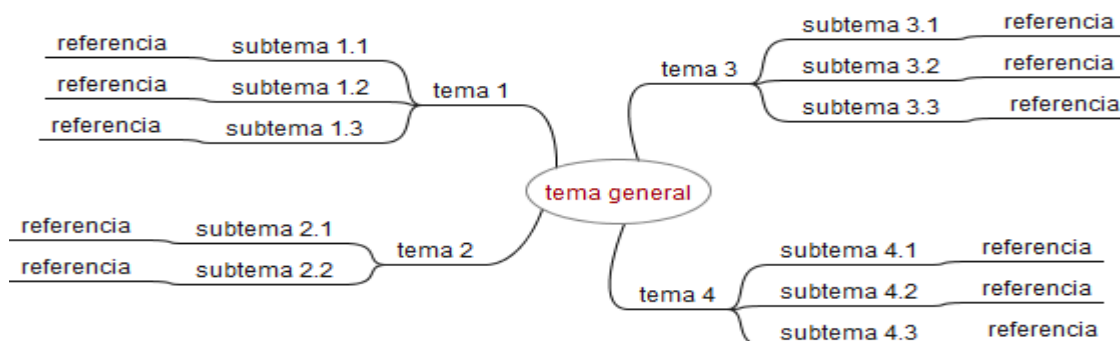 tema general
tema 1
subtema 1.1
referencia
subtema 1.2
referencia
subtema 1.3
referencia
tema 2
subtema 2.1
referencia
subtema 2.2
referencia
tema 3
subtema 3.1
referencia
subtema 3.2
referencia
subtema 3.3
referencia
tema 4
subtema 4.1
referencia
subtema 4.2
referencia
subtema 4.3
referencia